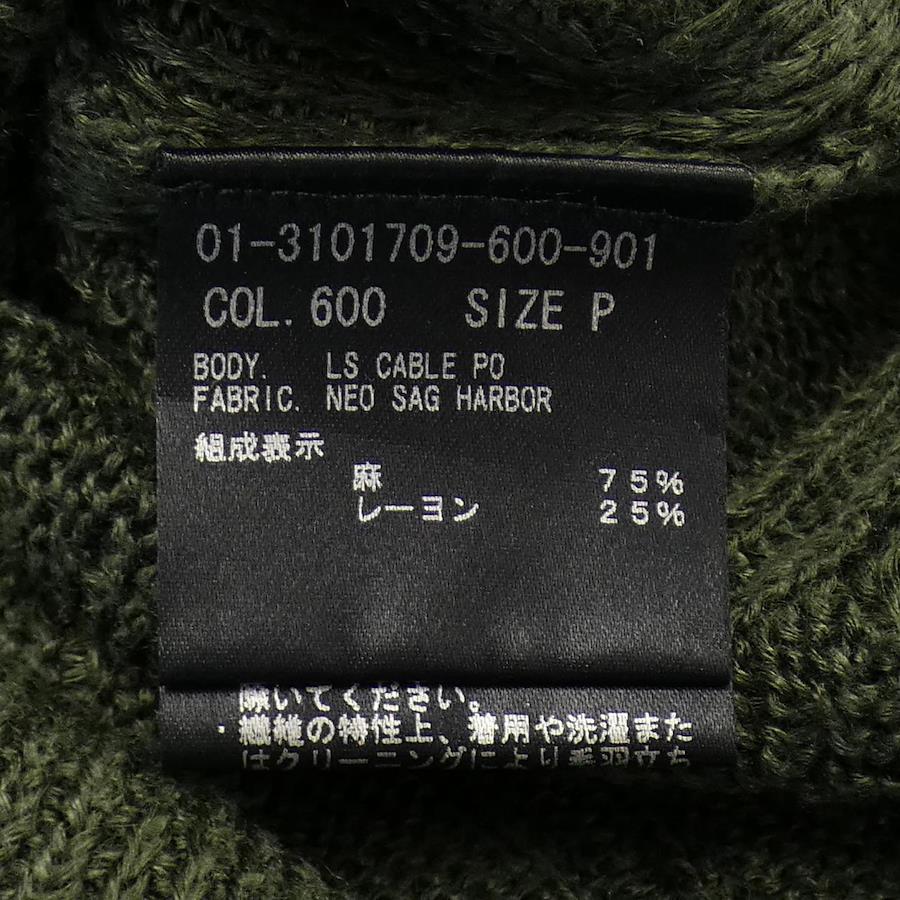 01-3101709-600-901
COL. 600 SIZE P
BODY. LS CABLE PO
FABRIC. NEO SAG HARBOR
組成表示
麻 75%
レーヨン 25%
願いてください。
・繊維の特性上、着用や洗濯また
はクリーニングにより毛羽立ち